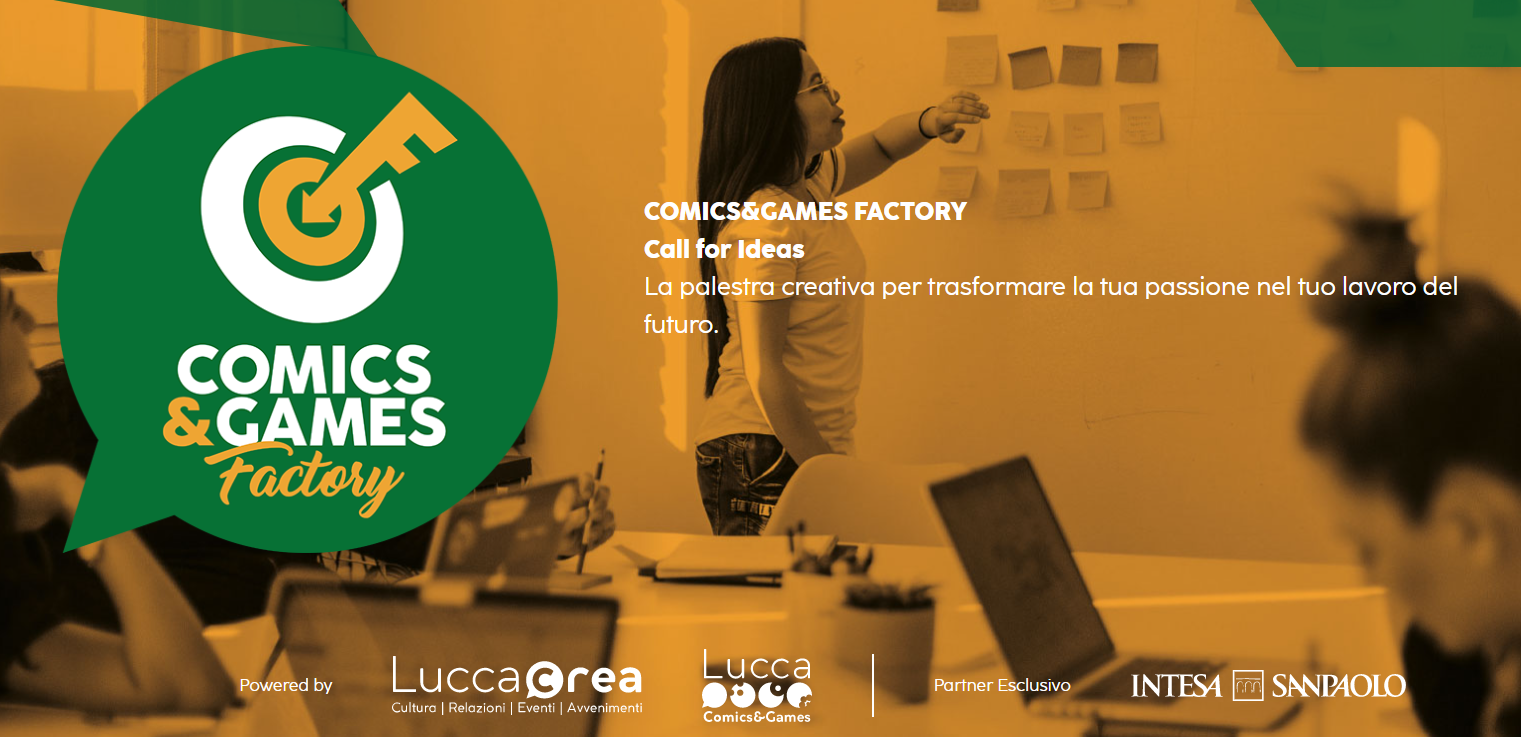 COMICS
&GAMES
Factory
COMICS&GAMES FACTORY
Call for Ideas
La palestra creativa per trasformare la tua passione nel tuo lavoro del
futuro.
Powered by
Luccacrea
Cultura | Relazioni | Eventi | Avvenimenti
Lucca
Comics&Games
Partner Esclusivo
INTESA SANPAOLO